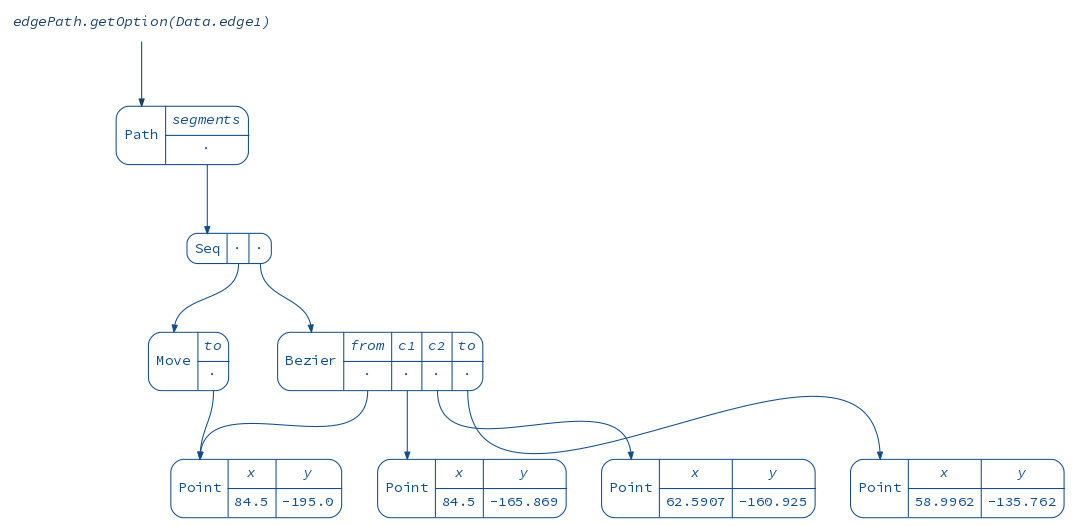 edgePath.getOption(Data.edge1)
Path segments
·
Seq · ·
Move to
·
Bezier from c1 c2 to
· · · ·
Point x y
84.5 -195.0
Point x y
84.5 -165.869
Point x y
62.5907 -160.925
Point x y
58.9962 -135.762